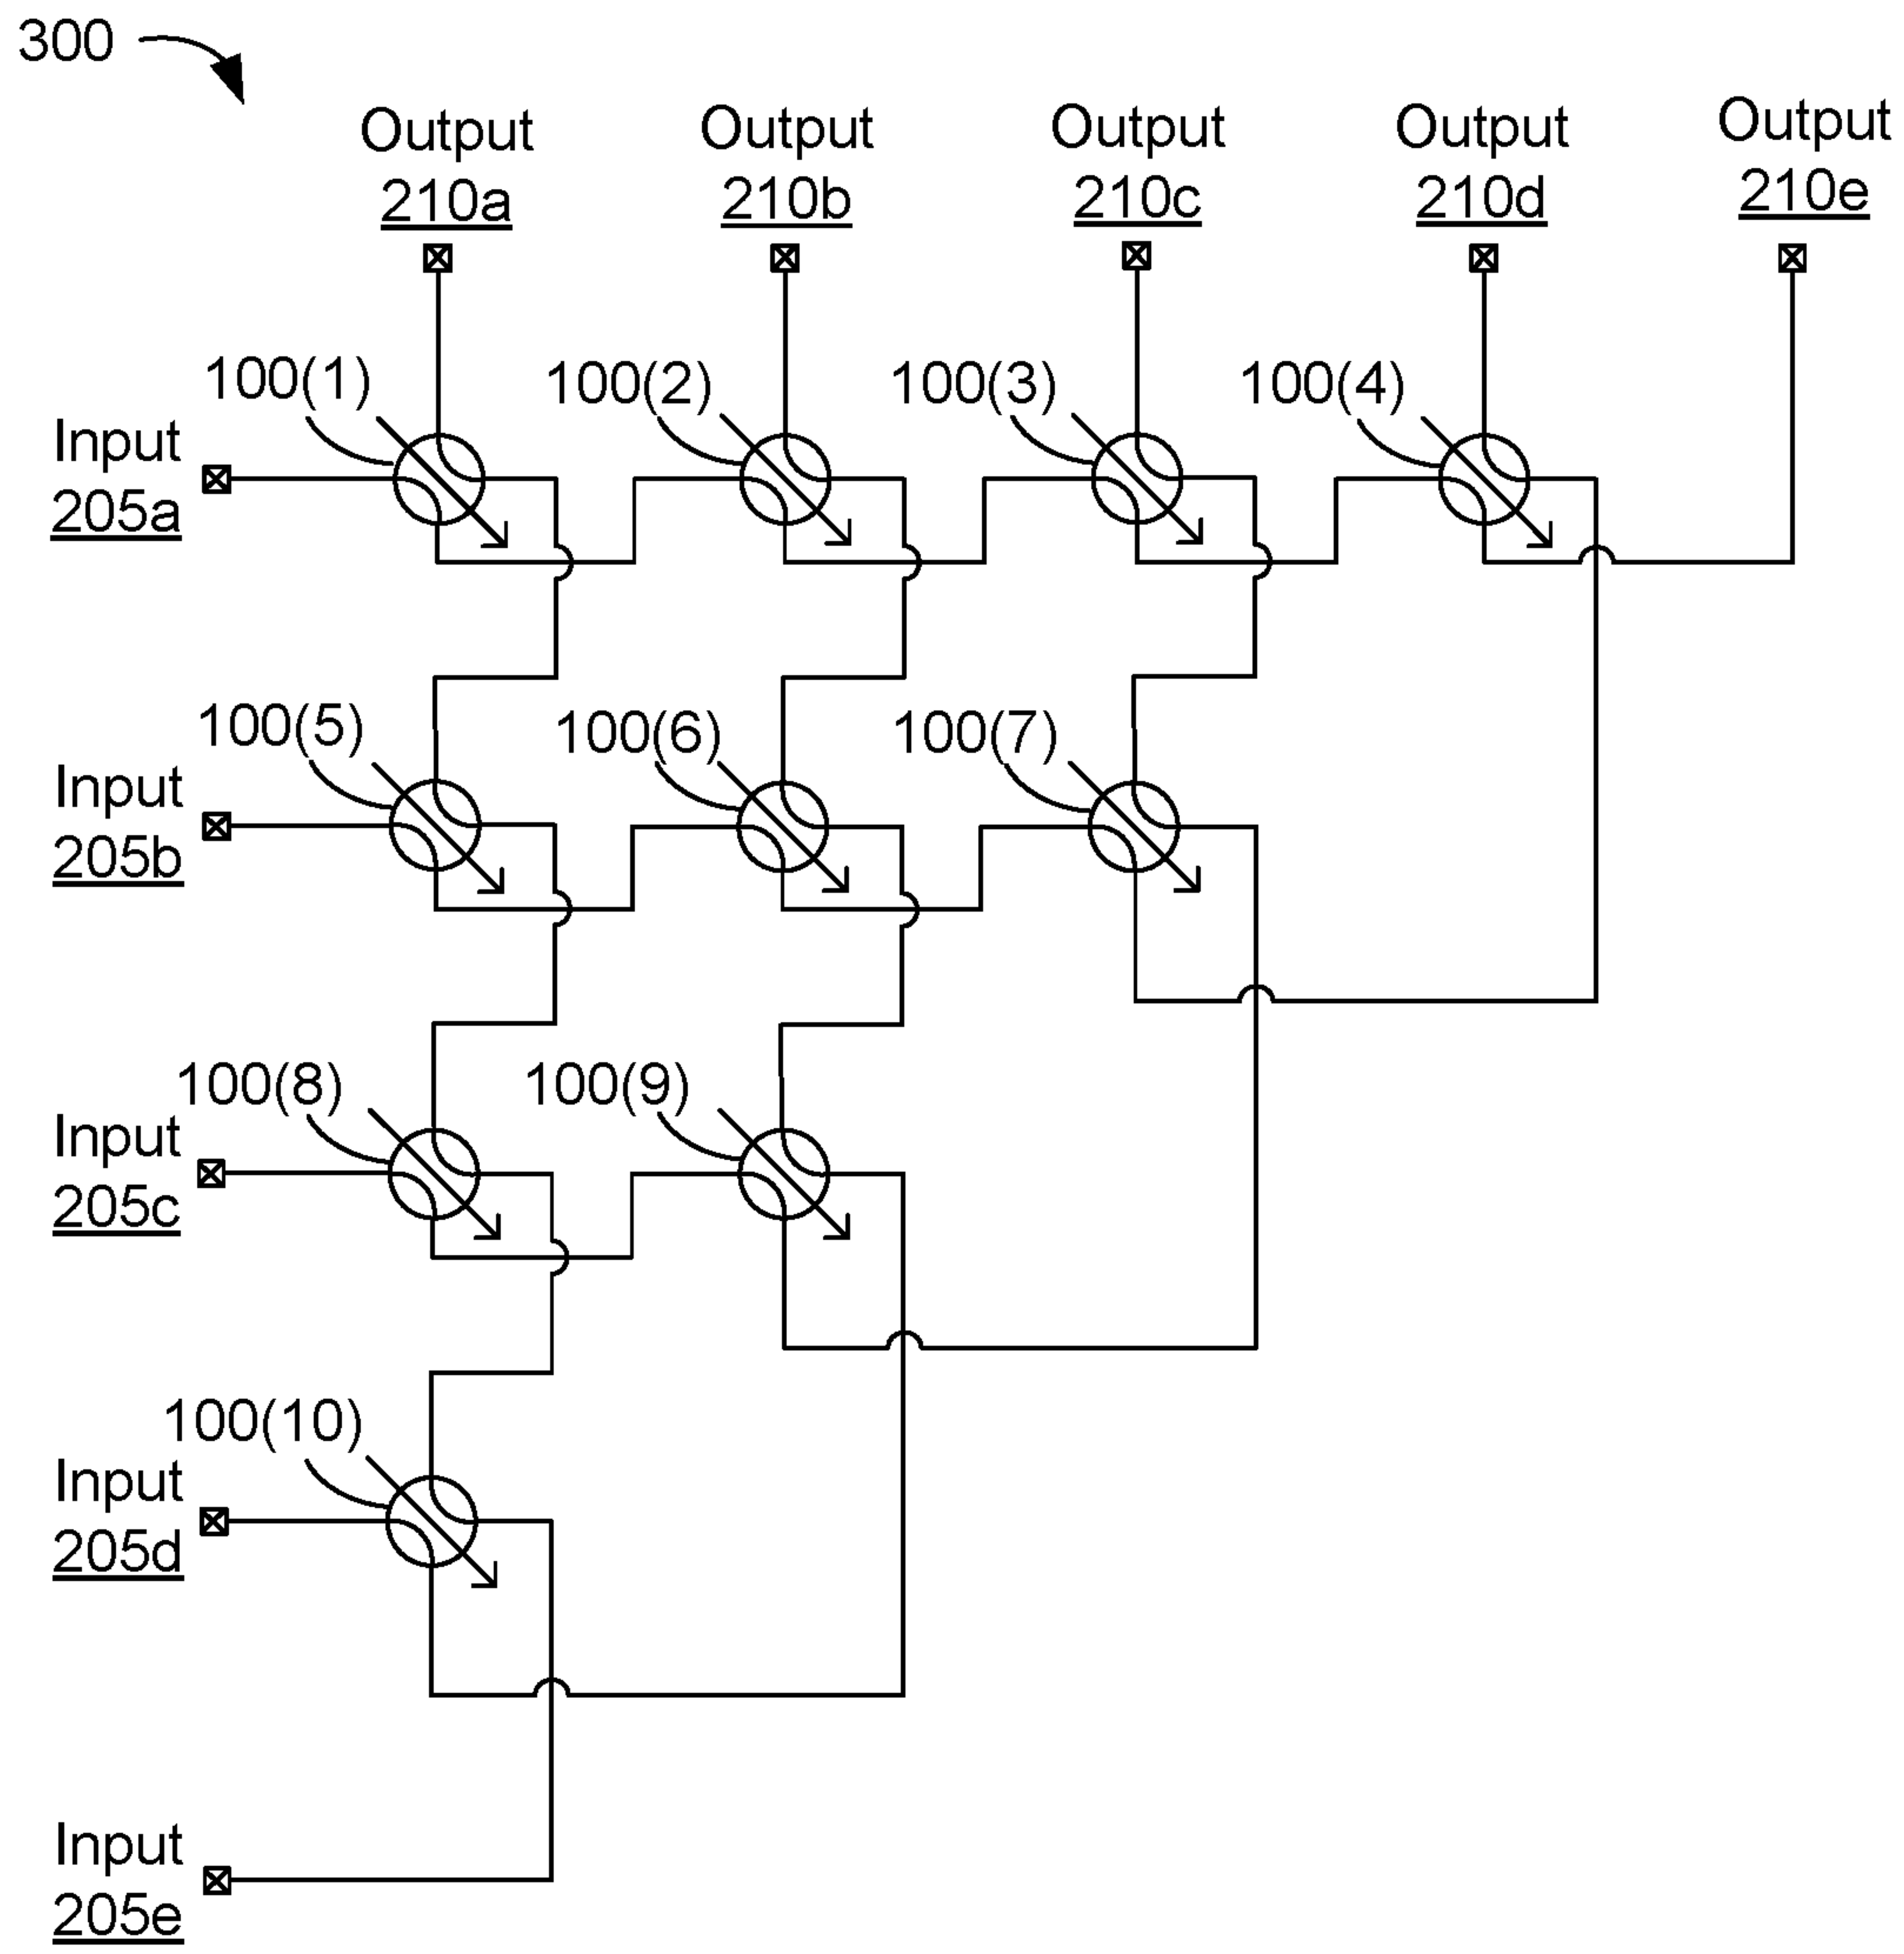 300
Output
210a
Output
210b
Output
210c
Output
210d
Output
210e
100(1)
100(2)
100(3)
100(4)
Input
205a
100(5)
100(6)
100(7)
Input
205b
100(8)
100(9)
Input
205c
100(10)
Input
205d
Input
205e